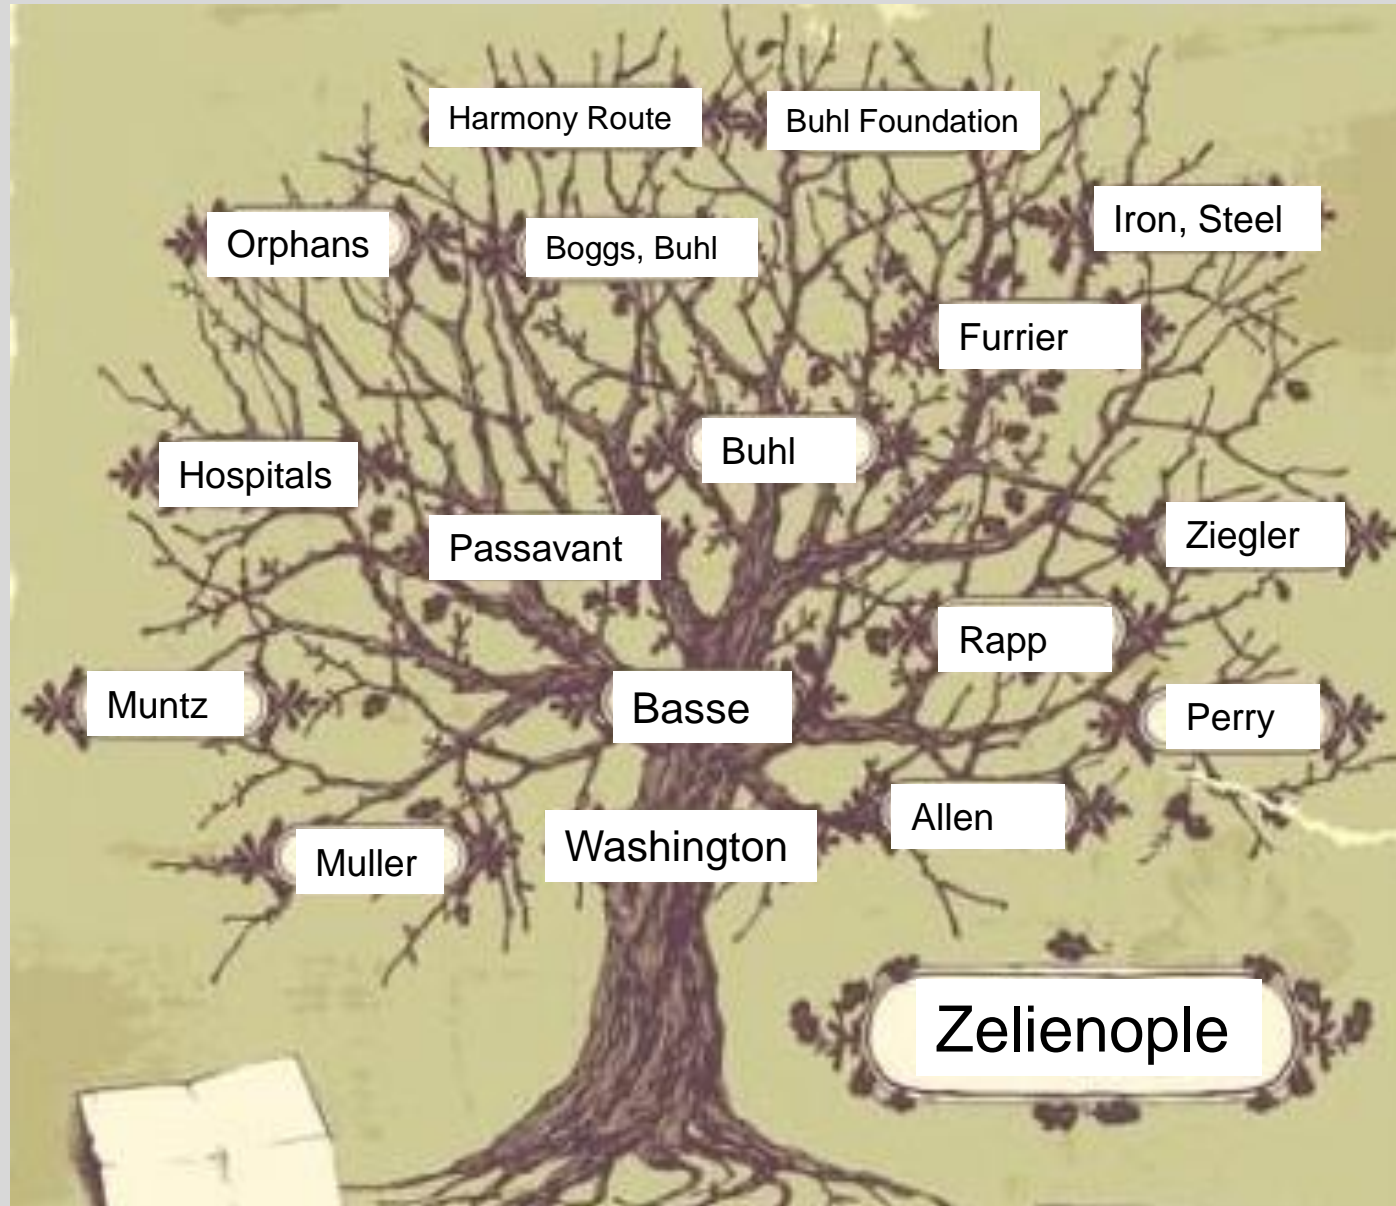 Harmony Route
Buhl Foundation
Orphans
Boggs, Buhl
Iron, Steel
Furrier
Buhl
Hospitals
Passavant
Ziegler
Rapp
Muntz
Basse
Perry
Allen
Washington
Muller
Zelienople